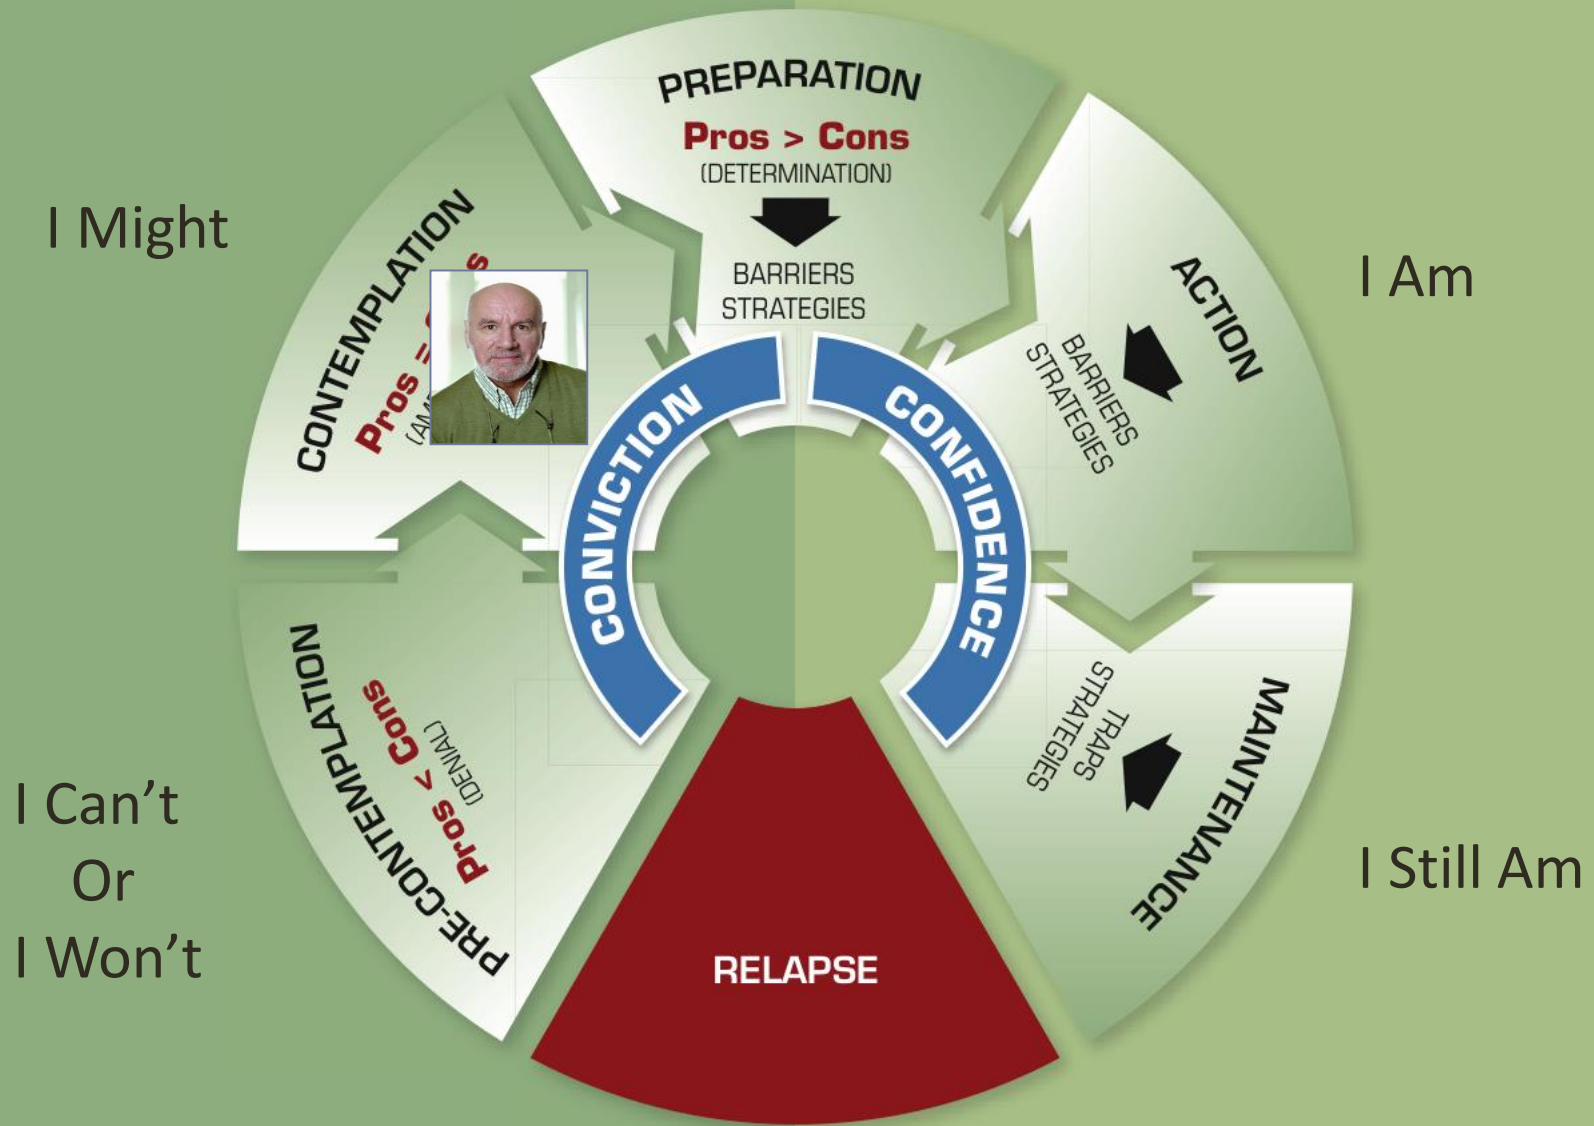 PREPARATION
Pros > Cons
(DETERMINATION)
BARRIERS
STRATEGIES
I Might
CONTEMPLATION
Pros =
I Am
ACTION
BARRIERS
STRATEGIES
CONVICTION
CONFIDENCE
I Can’t
Or
I Won’t
PRE-CONTEMPLATION
Pros < Cons
(DENIAL)
MAINTENANCE
TRAPS
STRATEGIES
I Still Am
RELAPSE